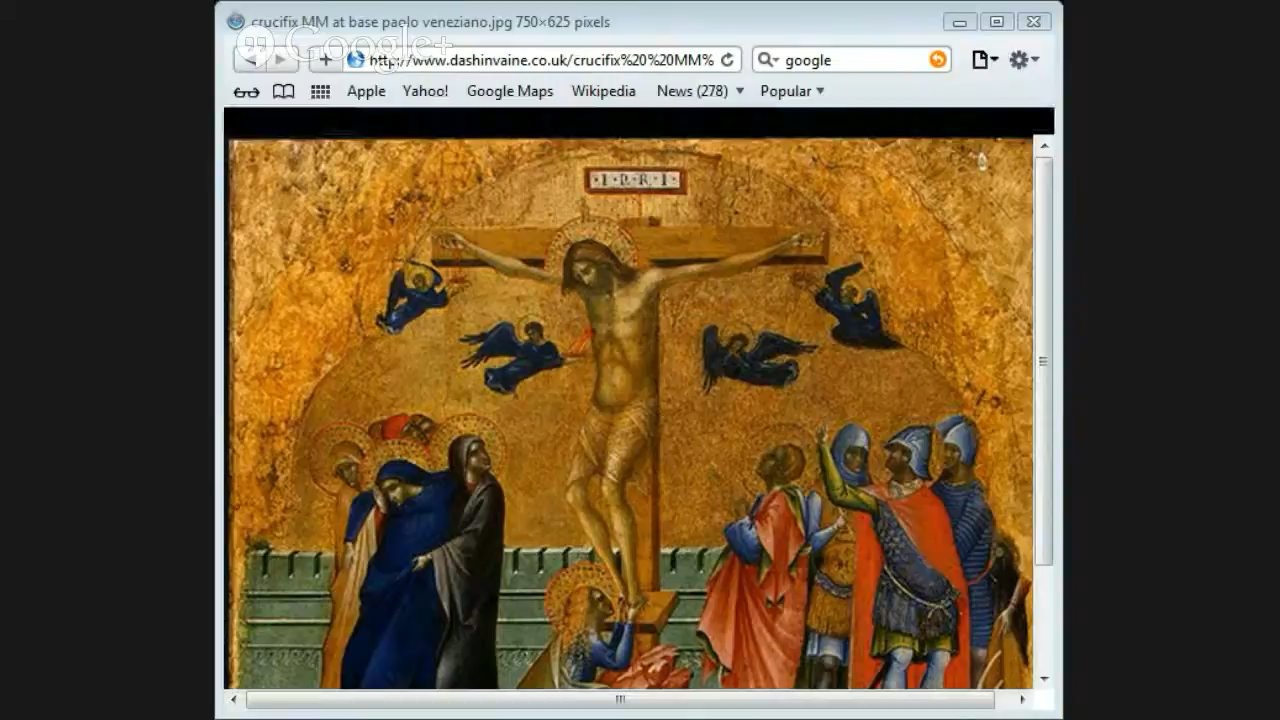 crucifix MM at base paolo veneziano.jpg 750×625 pixels
Google+
http://www.dashinvaine.co.uk/crucifix%20%20MM%
google
Apple Yahoo! Google Maps Wikipedia News (278) Popular
·I·N·R·I·